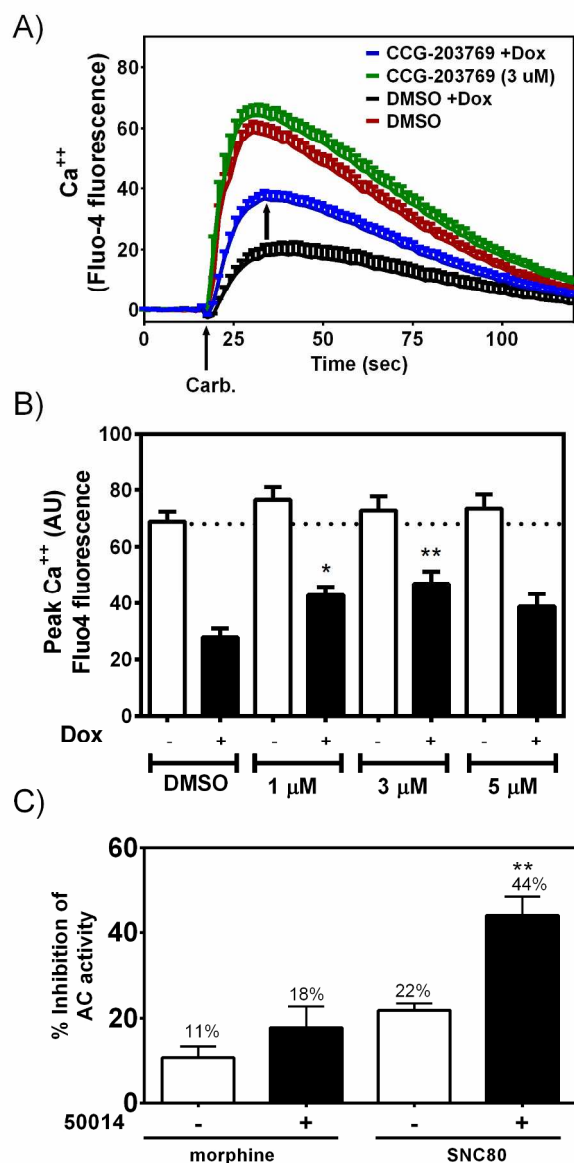 A)
CCG-203769 +Dox
CCG-203769 (3 uM)
DMSO +Dox
DMSO
Ca++
(Fluo-4 fluorescence)
80
60
40
20
0
0 25 50 75 100
Time (sec)
Carb.
B)
Peak Ca++ (AU)
Fluo4 fluorescence
100
80
60
40
20
0
* **
Dox - + - + - + - +
DMSO 1 µM 3 µM 5 µM
C)
% Inhibition of
AC activity
60
40
20
0
11% 18% 22% 44%
**
50014 - + - +
morphine SNC80